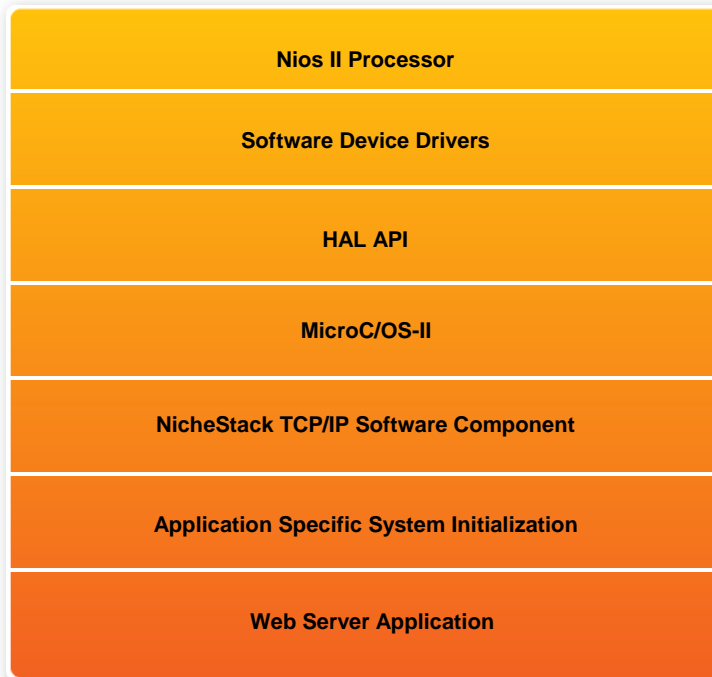 Nios II Processor
Software Device Drivers
HAL API
MicroC/OS-II
NicheStack TCP/IP Software Component
Application Specific System Initialization
Web Server Application